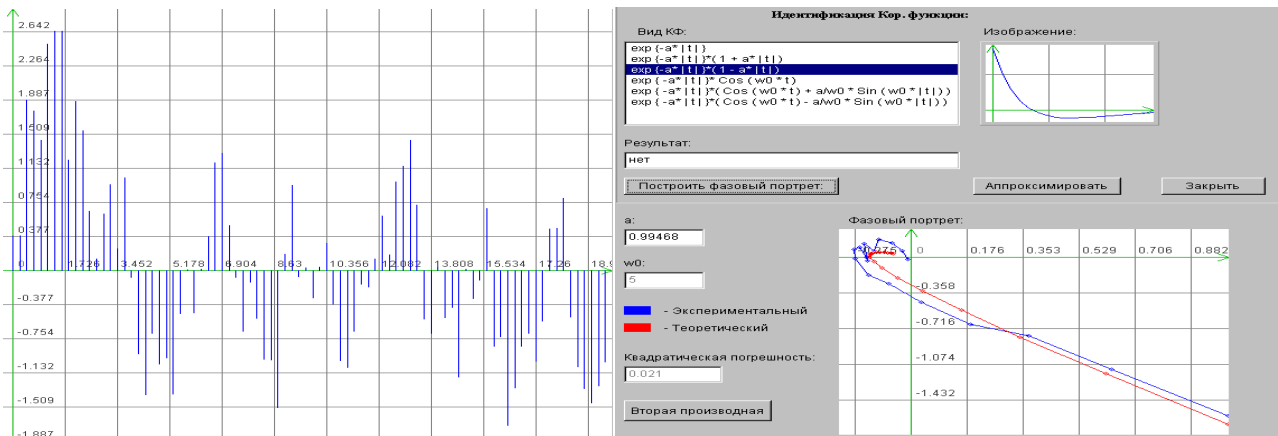 2.642
2.264
1.887
1.509
1.132
0.754
0.377
0 1.726 3.452 5.178 6.904 8.63 10.356 12.082 13.808 15.534 17.26 18.9
-0.377
-0.754
-1.132
-1.509
-1.887
Идентификация Кор. функции:
Вид КФ:
exp {-a* |t| }
exp {-a* |t| }*(1 + a* |t|)
exp {-a* |t| }*(1 - a* |t|)
exp { -a* |t| }* Cos (w0 * t)
exp { -a* |t| }*( Cos (w0 * t) + a/w0 * Sin (w0 * |t| ) )
exp { -a* |t| }*( Cos (w0 * t) - a/w0 * Sin (w0 * |t| ) )
Изображение:
Результат:
нет
Построить фазовый портрет:
Аппроксимировать
Закрыть
a:
0.99468
w0:
5
- Экспериментальный
- Теоретический
Квадратическая погрешность:
0.021
Вторая производная
Фазовый портрет:
0 0.176 0.353 0.529 0.706 0.882
-0.358
-0.716
-1.074
-1.432